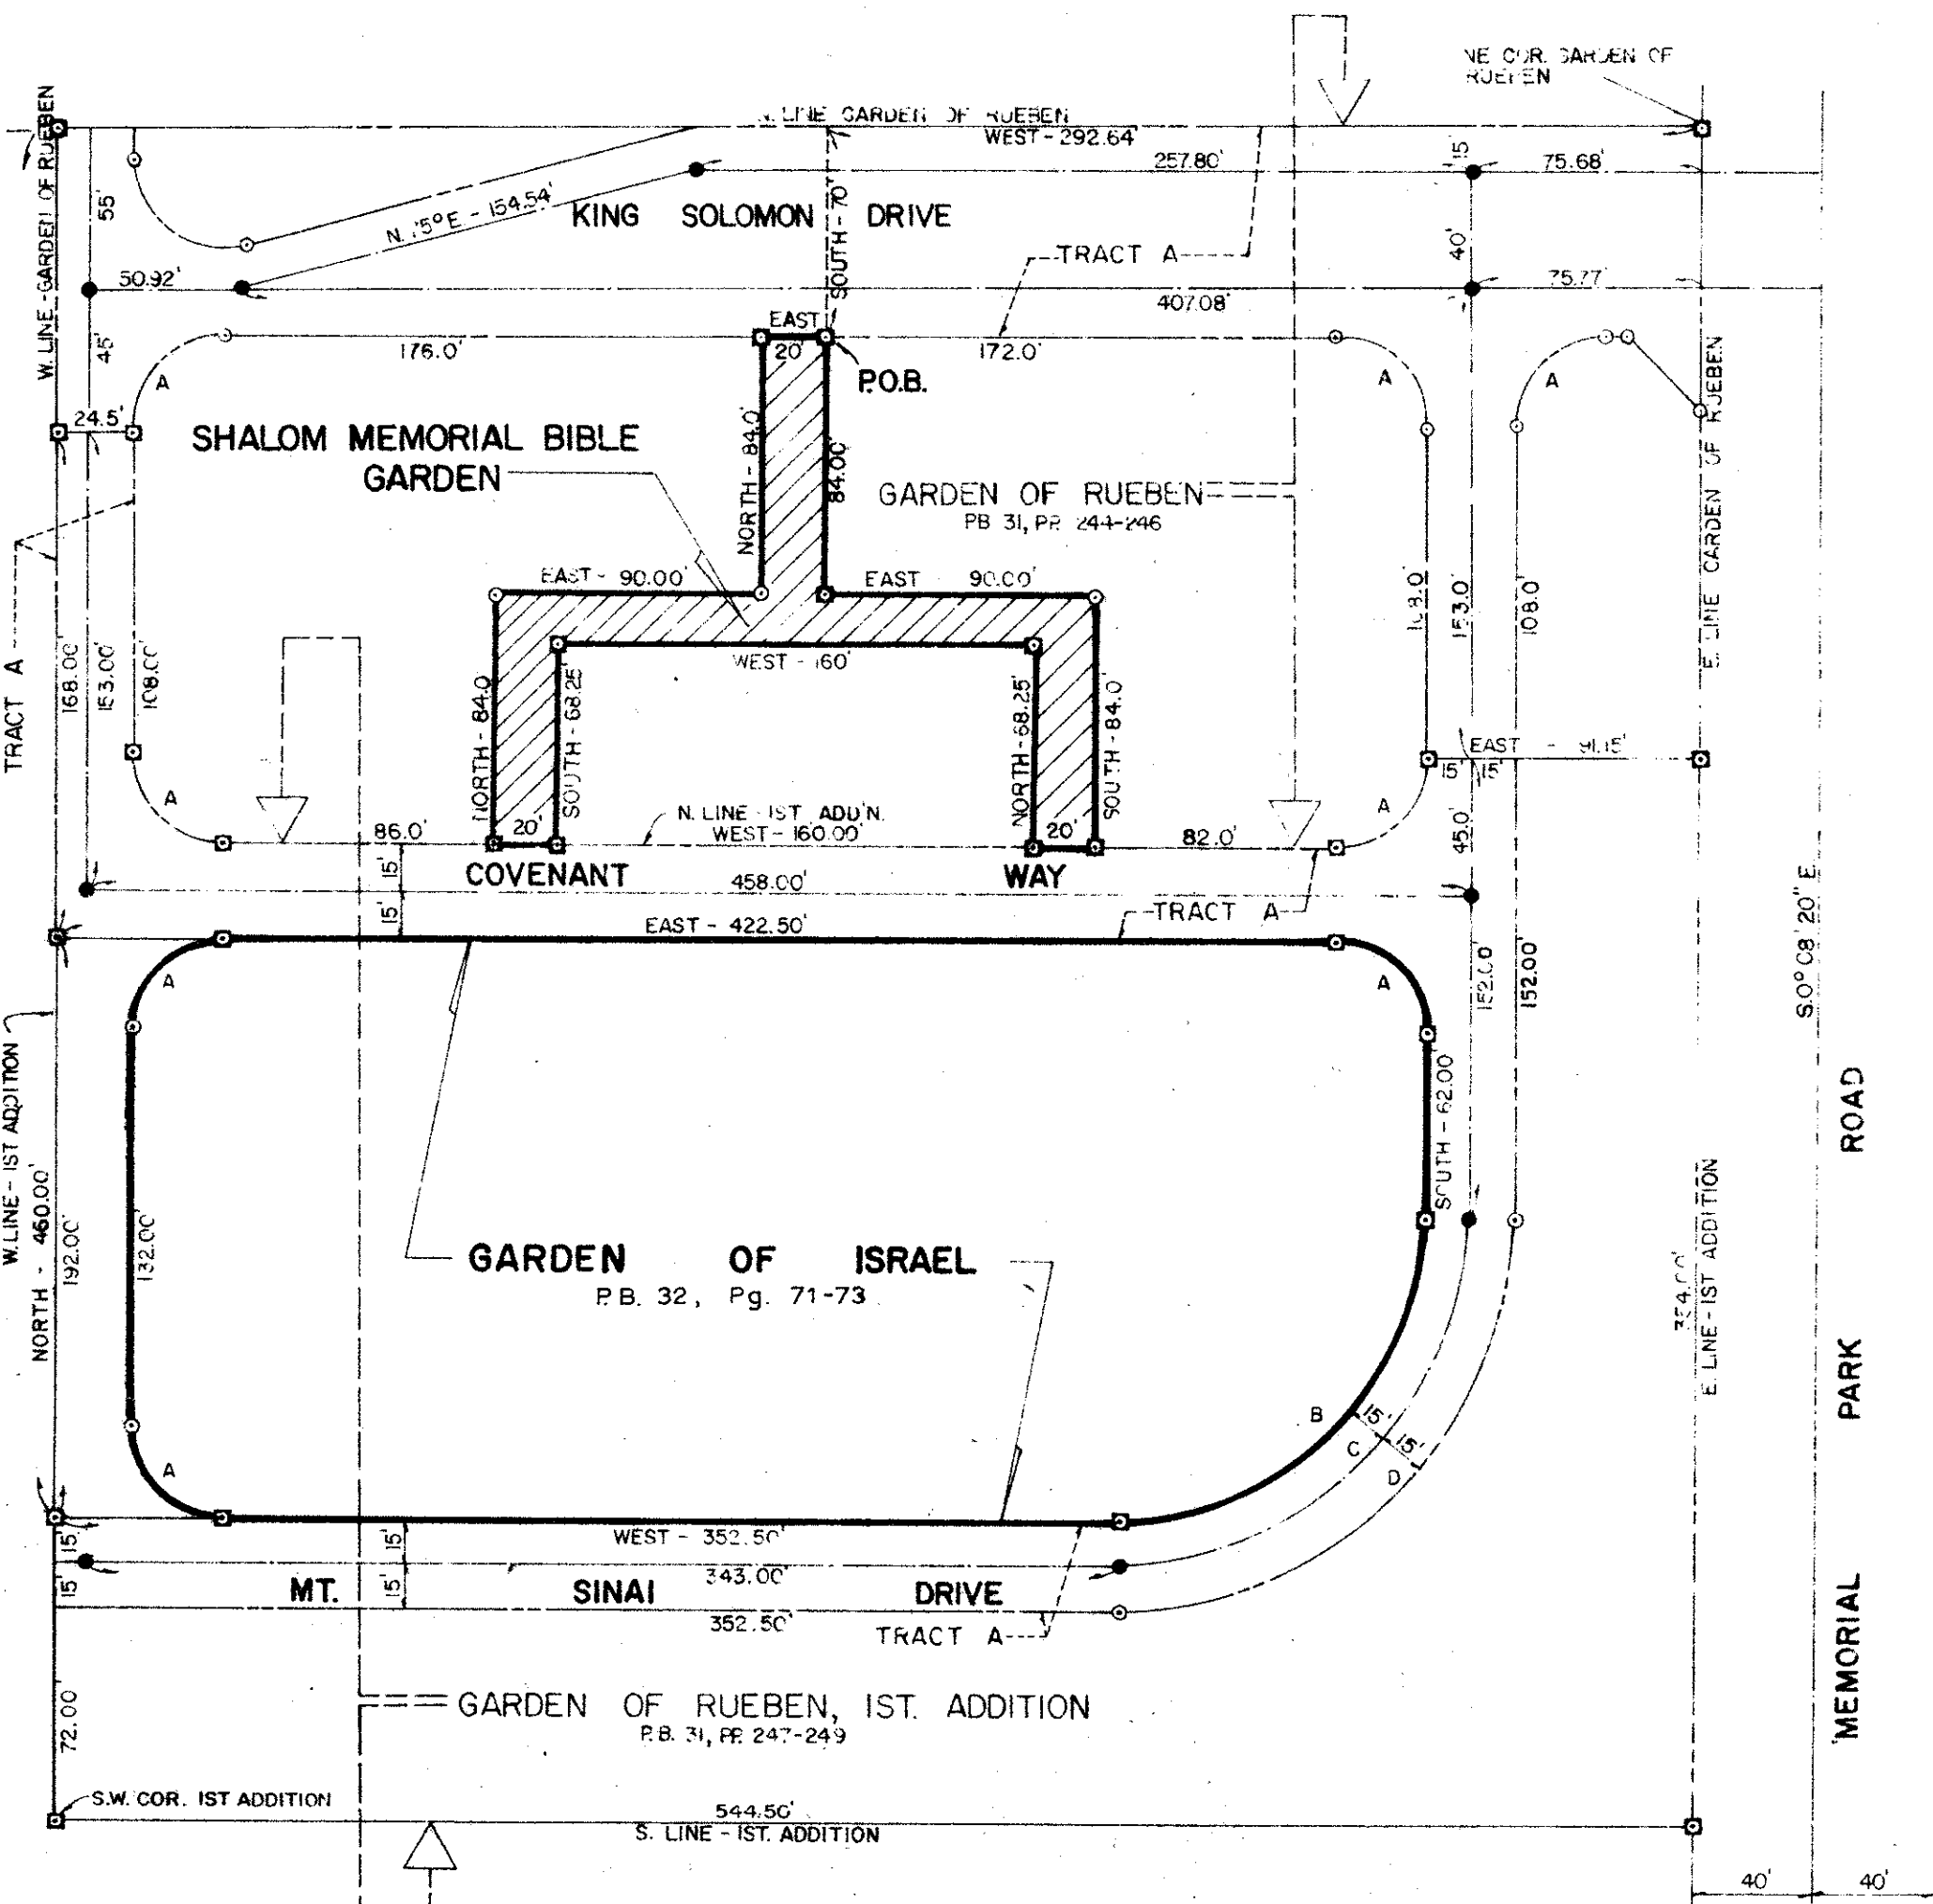 NE COR. GARDEN OF
RUEBEN
N. LINE GARDEN OF RUEBEN
WEST - 292.64'
257.80'
15'
75.68'
W. LINE - GARDEN OF RUEBEN
55'
N. 75° E - 154.54'
KING SOLOMON DRIVE
SOUTH - 70'
TRACT A
40'
50.92'
75.77'
407.08'
EAST
20'
45'
176.0'
172.0'
P.O.B.
A
A
A
24.5'
SHALOM MEMORIAL BIBLE
GARDEN
NORTH - 84.0'
84.00'
GARDEN OF RUEBEN
PB 31, PP. 244-246
E. LINE GARDEN OF RUEBEN
EAST - 90.00'
EAST 90.00'
WEST - 160'
TRACT A
168.00'
153.00'
108.00'
108.0'
153.0'
108.0'
NORTH - 84.0
SOUTH - 68.25'
NORTH - 68.25'
SOUTH - 84.0'
EAST - 91.15'
15'
15'
A
A
N. LINE - 1ST ADD'N.
WEST - 160.00'
86.0'
20'
20'
82.0'
45.0'
15'
COVENANT WAY
458.00'
15'
TRACT A
EAST - 422.50'
A
A
152.00'
152.00'
S.0° 08' 20" E.
W. LINE - 1ST ADDITION
NORTH - 460.00'
192.00'
132.00'
SOUTH - 62.00'
GARDEN OF ISRAEL
P.B. 32, Pg. 71-73
E. LINE - 1ST ADDITION
MEMORIAL PARK ROAD
B
15'
C
15'
D
A
WEST - 352.50'
15'
15'
343.00'
15'
15'
MT. SINAI DRIVE
352.50'
TRACT A
72.00'
GARDEN OF RUEBEN, 1ST. ADDITION
P.B. 31, PP. 247-249
S.W. COR. 1ST ADDITION
544.50'
S. LINE - 1ST. ADDITION
40'
40'